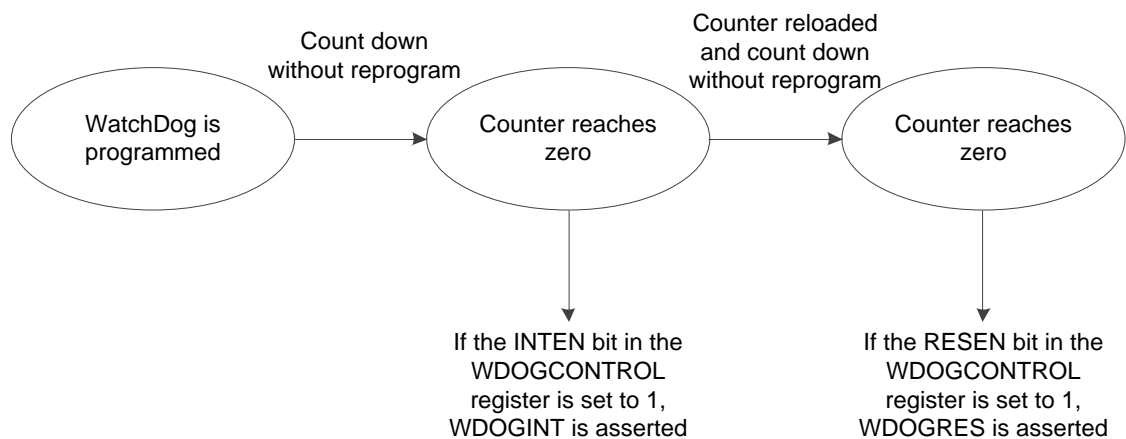 Count down
without reprogram
Counter reloaded
and count down
without reprogram
WatchDog is
programmed
Counter reaches
zero
Counter reaches
zero
If the INTEN bit in the
WDOGCONTROL
register is set to 1,
WDOGINT is asserted
If the RESEN bit in the
WDOGCONTROL
register is set to 1,
WDOGRES is asserted